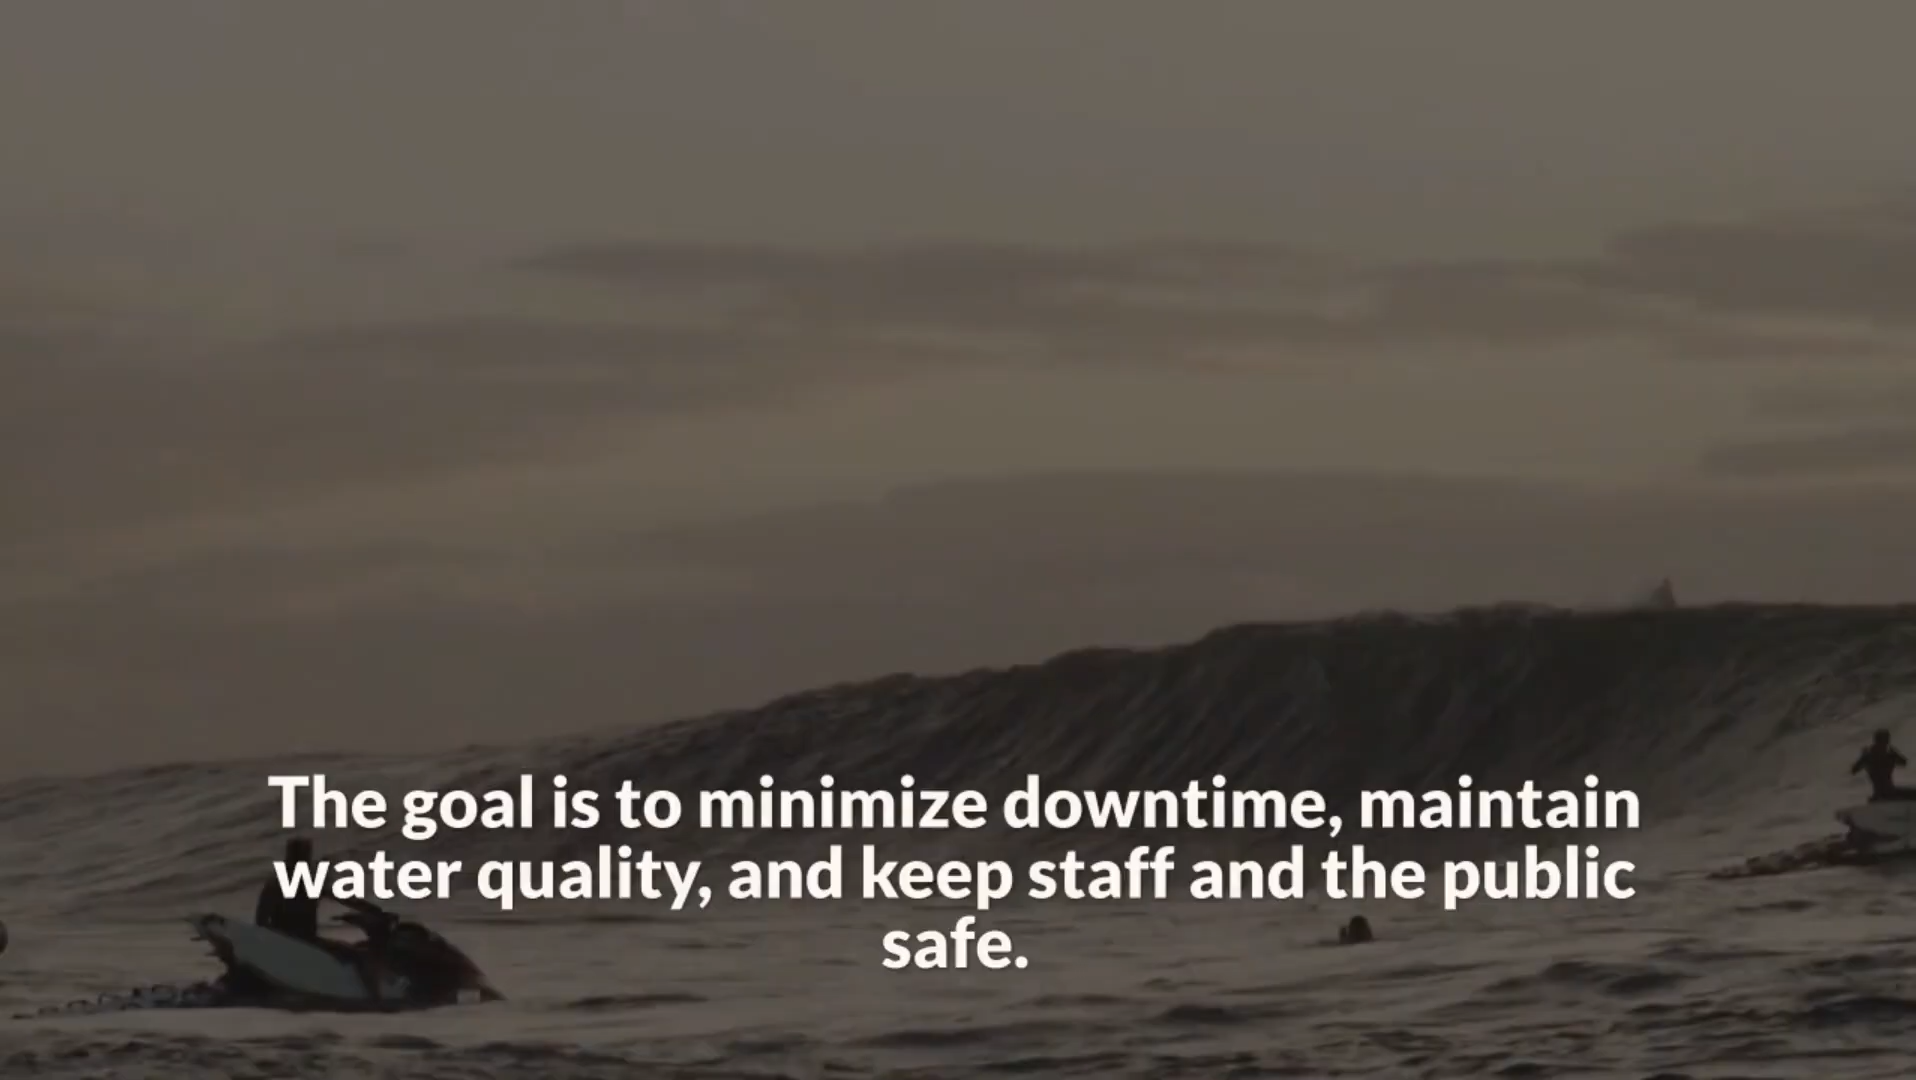 The goal is to minimize downtime, maintain
water quality, and keep staff and the public
safe.